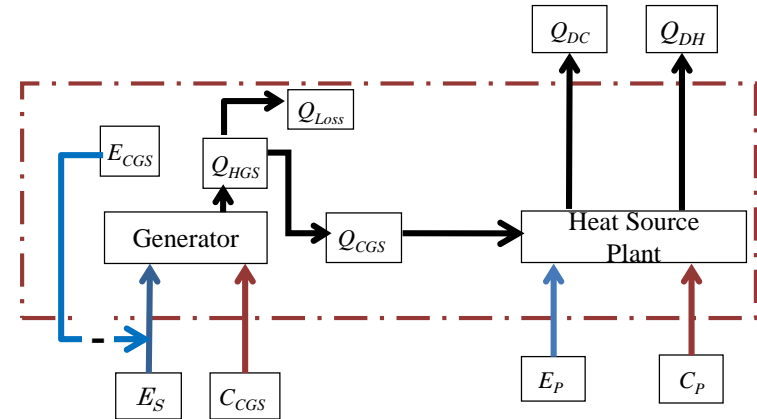 Q_DC
Q_DH
Q_Loss
E_CGS
Q_HGS
Generator
Q_CGS
Heat Source
Plant
E_S
C_CGS
E_P
C_P